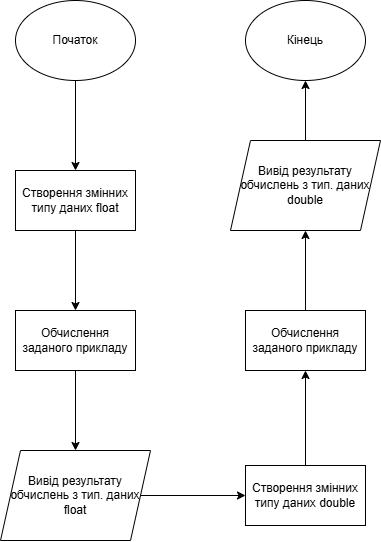 Початок
Створення змінних
типу даних float
Обчислення
заданого прикладу
Вивід результату
обчислень з тип. даних
float
Створення змінних
типу даних double
Обчислення
заданого прикладу
Вивід результату
обчислень з тип. даних
double
Кінець